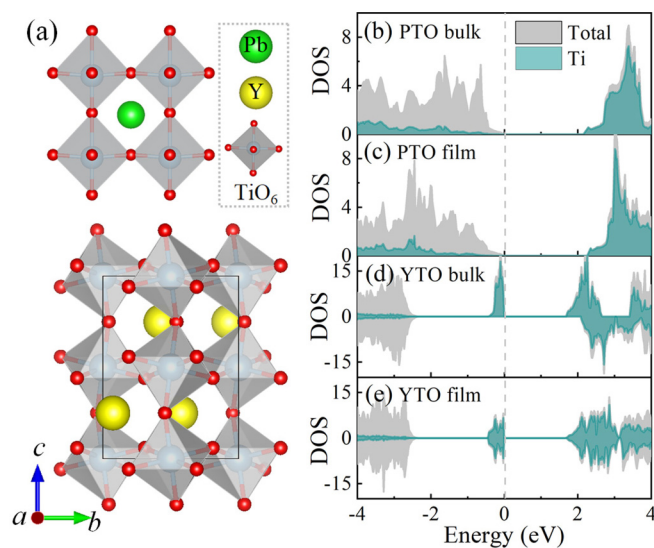 (a)
Pb
Y
TiO6
c
a
b
(b) PTO bulk
Total
Ti
DOS
8
4
0
(c) PTO film
DOS
8
4
0
(d) YTO bulk
DOS
15
0
-15
(e) YTO film
DOS
15
0
-15
-4 -2 0 2 4
Energy (eV)